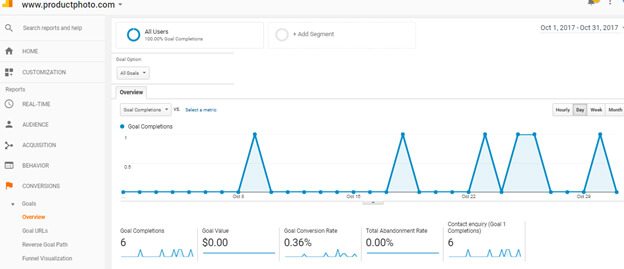 www.productphoto.com
Search reports and help
HOME
CUSTOMIZATION
Reports
REAL-TIME
AUDIENCE
ACQUISITION
BEHAVIOR
CONVERSIONS
Goals
Overview
Goal URLs
Reverse Goal Path
Funnel Visualization
All Users
100.00% Goal Completions
+ Add Segment
Oct 1, 2017 - Oct 31, 2017
Goal Option:
All Goals
Overview
Goal Completions VS. Select a metric
Hourly Day Week Month
Goal Completions
1
0.5
Oct 8 Oct 15 Oct 22 Oct 29
Goal Completions
6
Goal Value
$0.00
Goal Conversion Rate
0.36%
Total Abandonment Rate
0.00%
Contact enquiry (Goal 1
Completions)
6